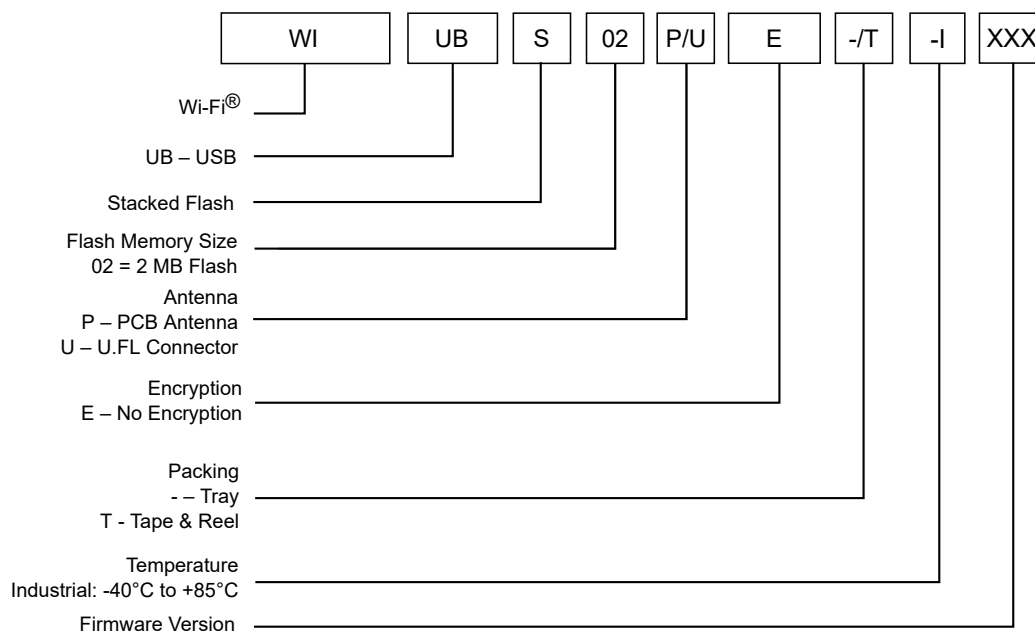 WI UB S 02 P/U E -/T -I XXX
Wi-Fi®
UB – USB
Stacked Flash
Flash Memory Size
02 = 2 MB Flash
Antenna
P – PCB Antenna
U – U.FL Connector
Encryption
E – No Encryption
Packing
- – Tray
T - Tape & Reel
Temperature
Industrial: -40°C to +85°C
Firmware Version